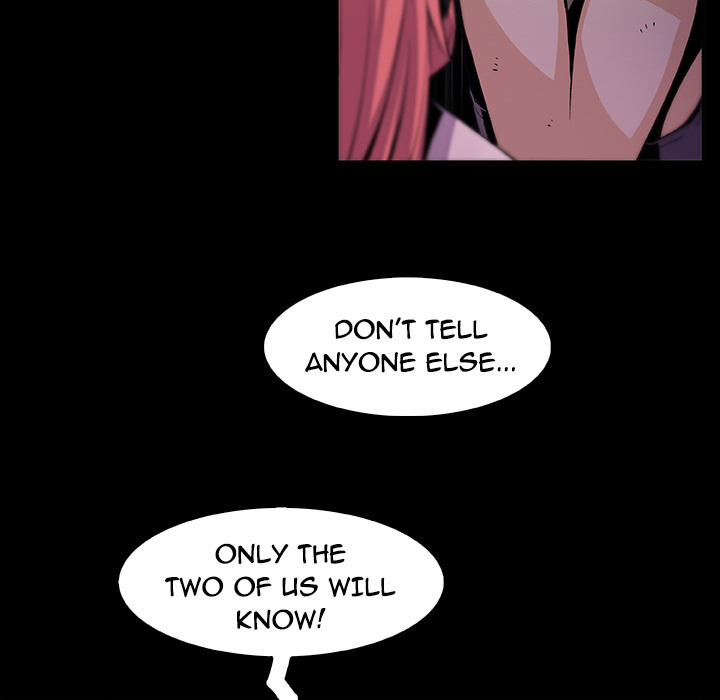 DON'T TELL
ANYONE ELSE...
ONLY THE
TWO OF US WILL
KNOW!